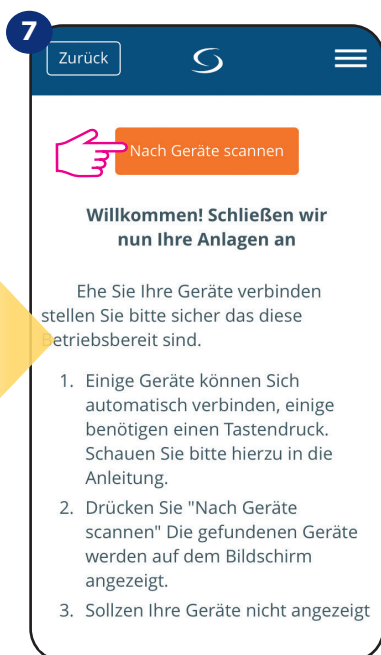 7
Zurück
Nach Geräte scannen
Willkommen! Schließen wir
nun Ihre Anlagen an
Ehe Sie Ihre Geräte verbinden
stellen Sie bitte sicher das diese
Betriebsbereit sind.
1. Einige Geräte können Sich
automatisch verbinden, einige
benötigen einen Tastendruck.
Schauen Sie bitte hierzu in die
Anleitung.
2. Drücken Sie "Nach Geräte
scannen" Die gefundenen Geräte
werden auf dem Bildschirm
angezeigt.
3. Sollzen Ihre Geräte nicht angezeigt